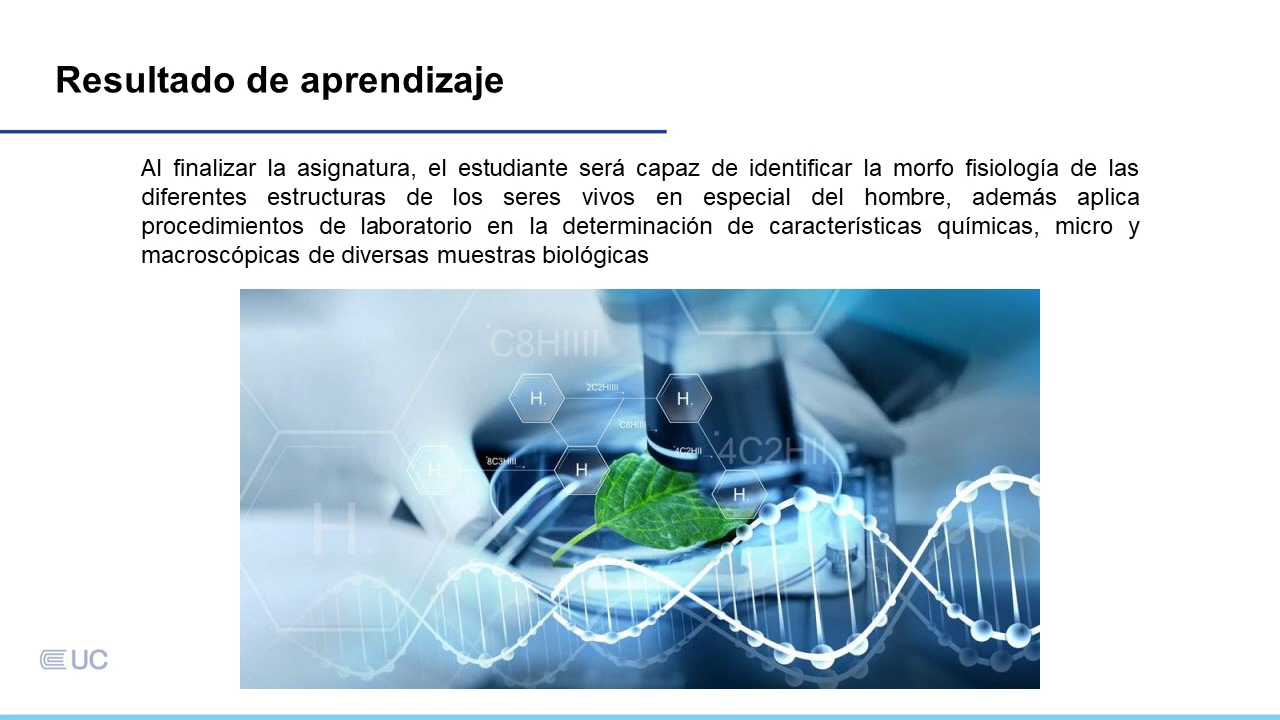 Resultado de aprendizaje
Al finalizar la asignatura, el estudiante será capaz de identificar la morfo fisiología de las
diferentes estructuras de los seres vivos en especial del hombre, además aplica
procedimientos de laboratorio en la determinación de características químicas, micro y
macroscópicas de diversas muestras biológicas
C8HIIII
2C2HIIII
H
H
C8HIIII
4C2HII
4C2HII
H
8C3HIII
H
H
H
UC